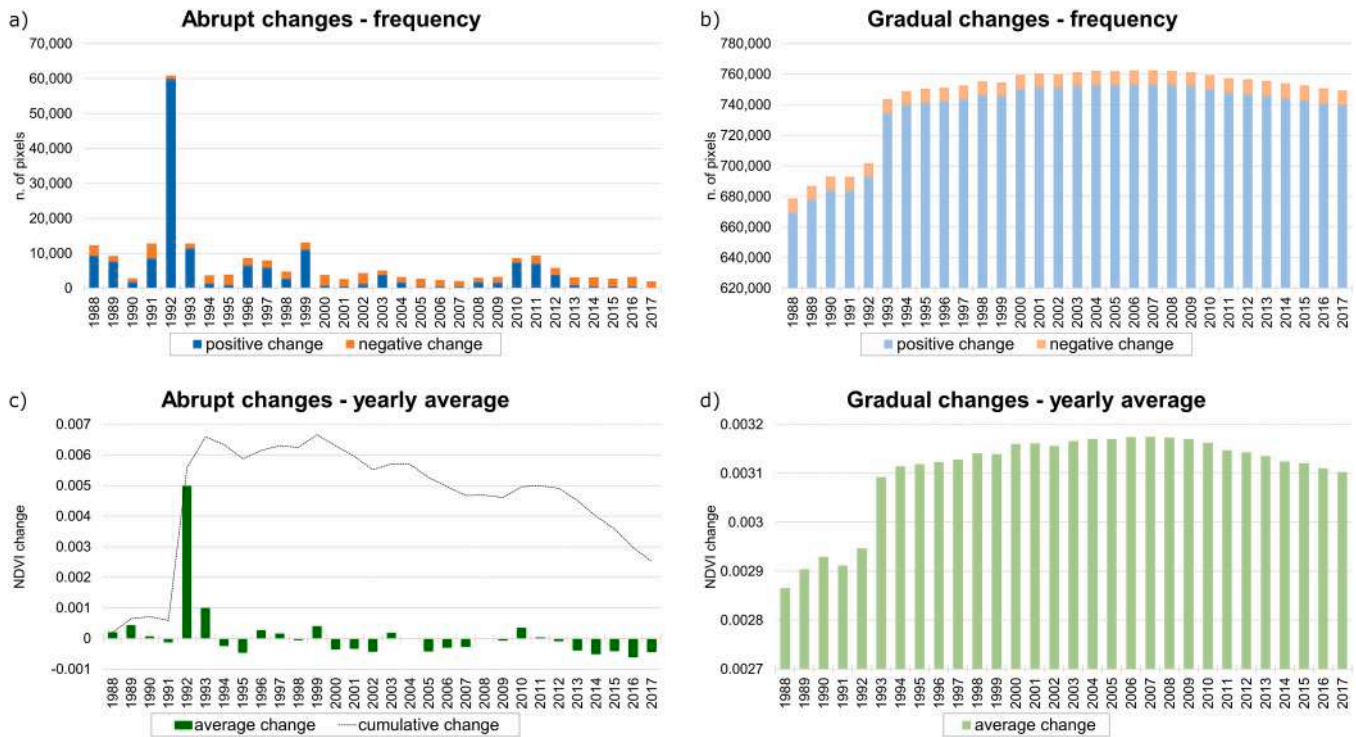 a) Abrupt changes - frequency
70,000
60,000
50,000
40,000
30,000
20,000
10,000
0
n. of pixels
1988 1989 1990 1991 1992 1993 1994 1995 1996 1997 1998 1999 2000 2001 2002 2003 2004 2005 2006 2007 2008 2009 2010 2011 2012 2013 2014 2015 2016 2017
positive change negative change
b) Gradual changes - frequency
780,000
760,000
740,000
720,000
700,000
680,000
660,000
640,000
620,000
n. of pixels
1988 1989 1990 1991 1992 1993 1994 1995 1996 1997 1998 1999 2000 2001 2002 2003 2004 2005 2006 2007 2008 2009 2010 2011 2012 2013 2014 2015 2016 2017
positive change negative change
c) Abrupt changes - yearly average
0.007
0.006
0.005
0.004
0.003
0.002
0.001
0
-0.001
NDVI change
1988 1989 1990 1991 1992 1993 1994 1995 1996 1997 1998 1999 2000 2001 2002 2003 2004 2005 2006 2007 2008 2009 2010 2011 2012 2013 2014 2015 2016 2017
average change cumulative change
d) Gradual changes - yearly average
0.0032
0.0031
0.003
0.0029
0.0028
0.0027
NDVI change
1988 1989 1990 1991 1992 1993 1994 1995 1996 1997 1998 1999 2000 2001 2002 2003 2004 2005 2006 2007 2008 2009 2010 2011 2012 2013 2014 2015 2016 2017
average change